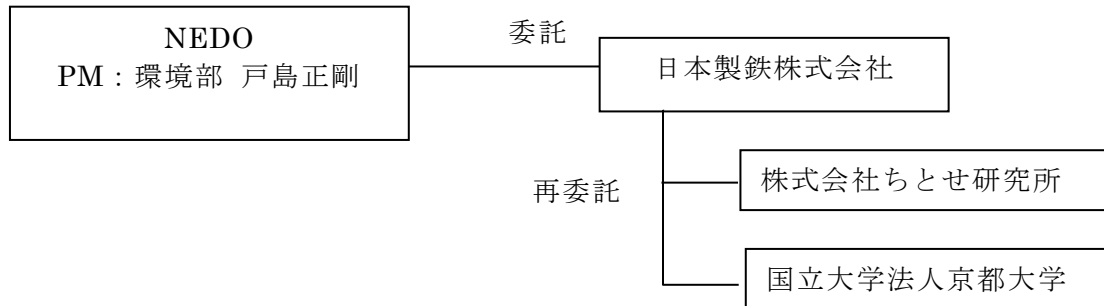 NEDO
PM：環境部 戸島正剛
委託
日本製鉄株式会社
再委託
株式会社ちとせ研究所
国立大学法人京都大学